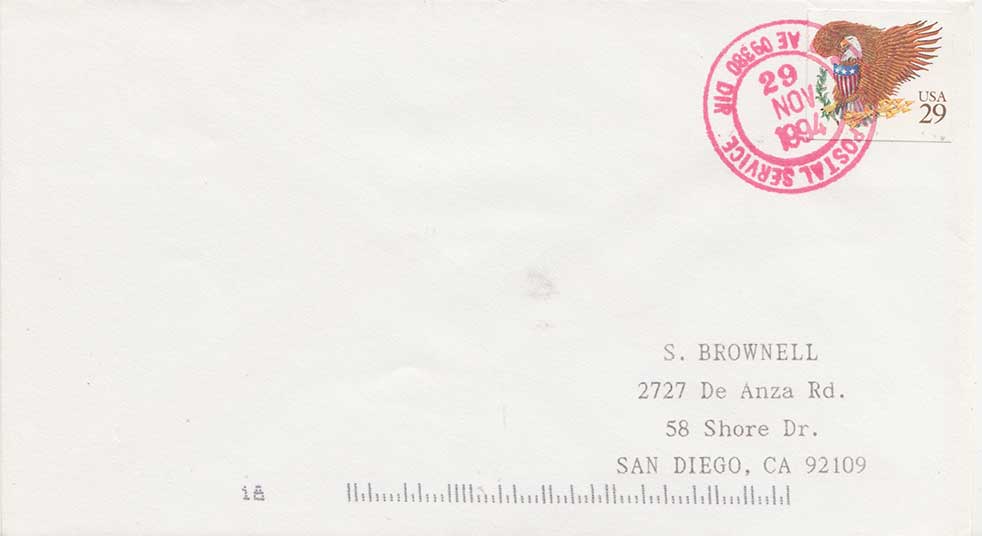 POSTAL SERVICE
AE 09380 DIR
29
NOV
1994
USA
29
S. BROWNELL
2727 De Anza Rd.
58 Shore Dr.
SAN DIEGO, CA 92109